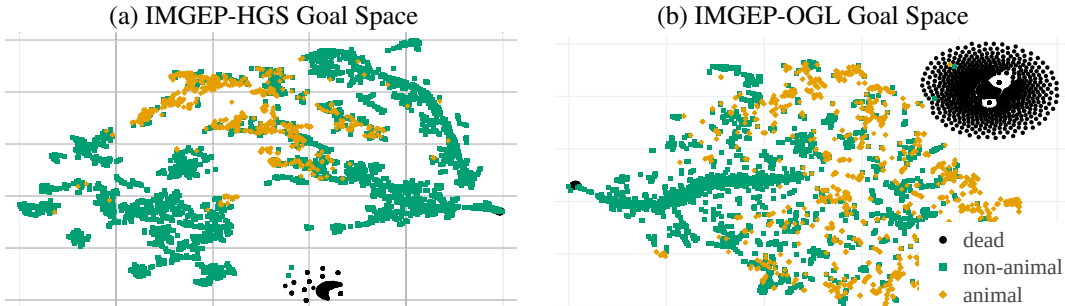 (a) IMGEP-HGS Goal Space
(b) IMGEP-OGL Goal Space
dead
non-animal
animal